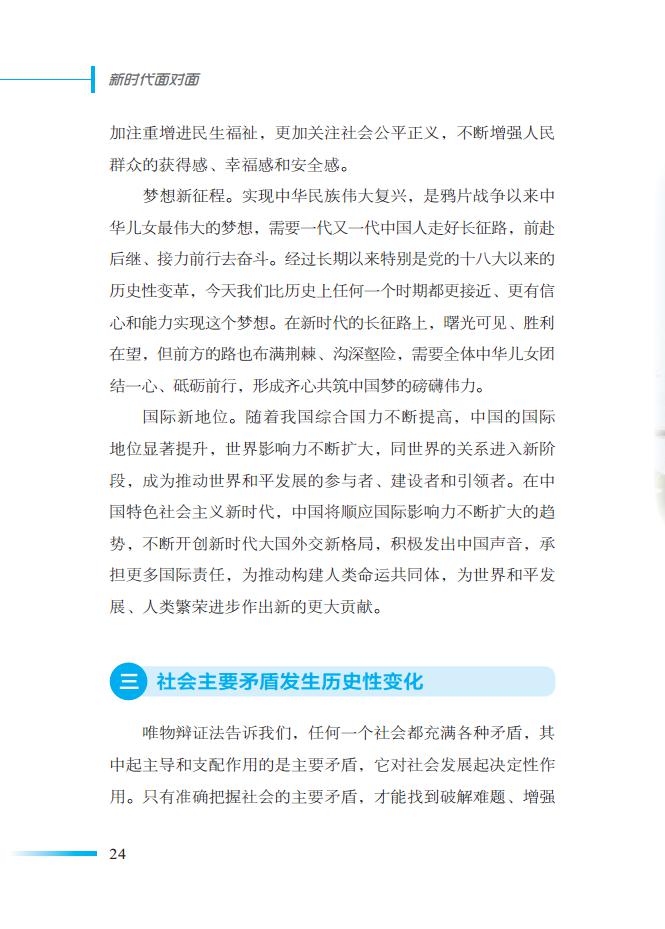 新时代面对面
加注重增进民生福祉，更加关注社会公平正义，不断增强人民
群众的获得感、幸福感和安全感。
梦想新征程。实现中华民族伟大复兴，是鸦片战争以来中
华儿女最伟大的梦想，需要一代又一代中国人走好长征路，前赴
后继、接力前行去奋斗。经过长期以来特别是党的十八大以来的
历史性变革，今天我们比历史上任何一个时期都更接近、更有信
心和能力实现这个梦想。在新时代的长征路上，曙光可见、胜利
在望，但前方的路也布满荆棘、沟深壑险，需要全体中华儿女团
结一心、砥砺前行，形成齐心共筑中国梦的磅礴伟力。
国际新地位。随着我国综合国力不断提高，中国的国际
地位显著提升，世界影响力不断扩大，同世界的关系进入新阶
段，成为推动世界和平发展的参与者、建设者和引领者。在中
国特色社会主义新时代，中国将顺应国际影响力不断扩大的趋
势，不断开创新时代大国外交新格局，积极发出中国声音，承
担更多国际责任，为推动构建人类命运共同体，为世界和平发
展、人类繁荣进步作出新的更大贡献。
三 社会主要矛盾发生历史性变化
唯物辩证法告诉我们，任何一个社会都充满各种矛盾，其
中起主导和支配作用的是主要矛盾，它对社会发展起决定性作
用。只有准确把握社会的主要矛盾，才能找到破解难题、增强
24